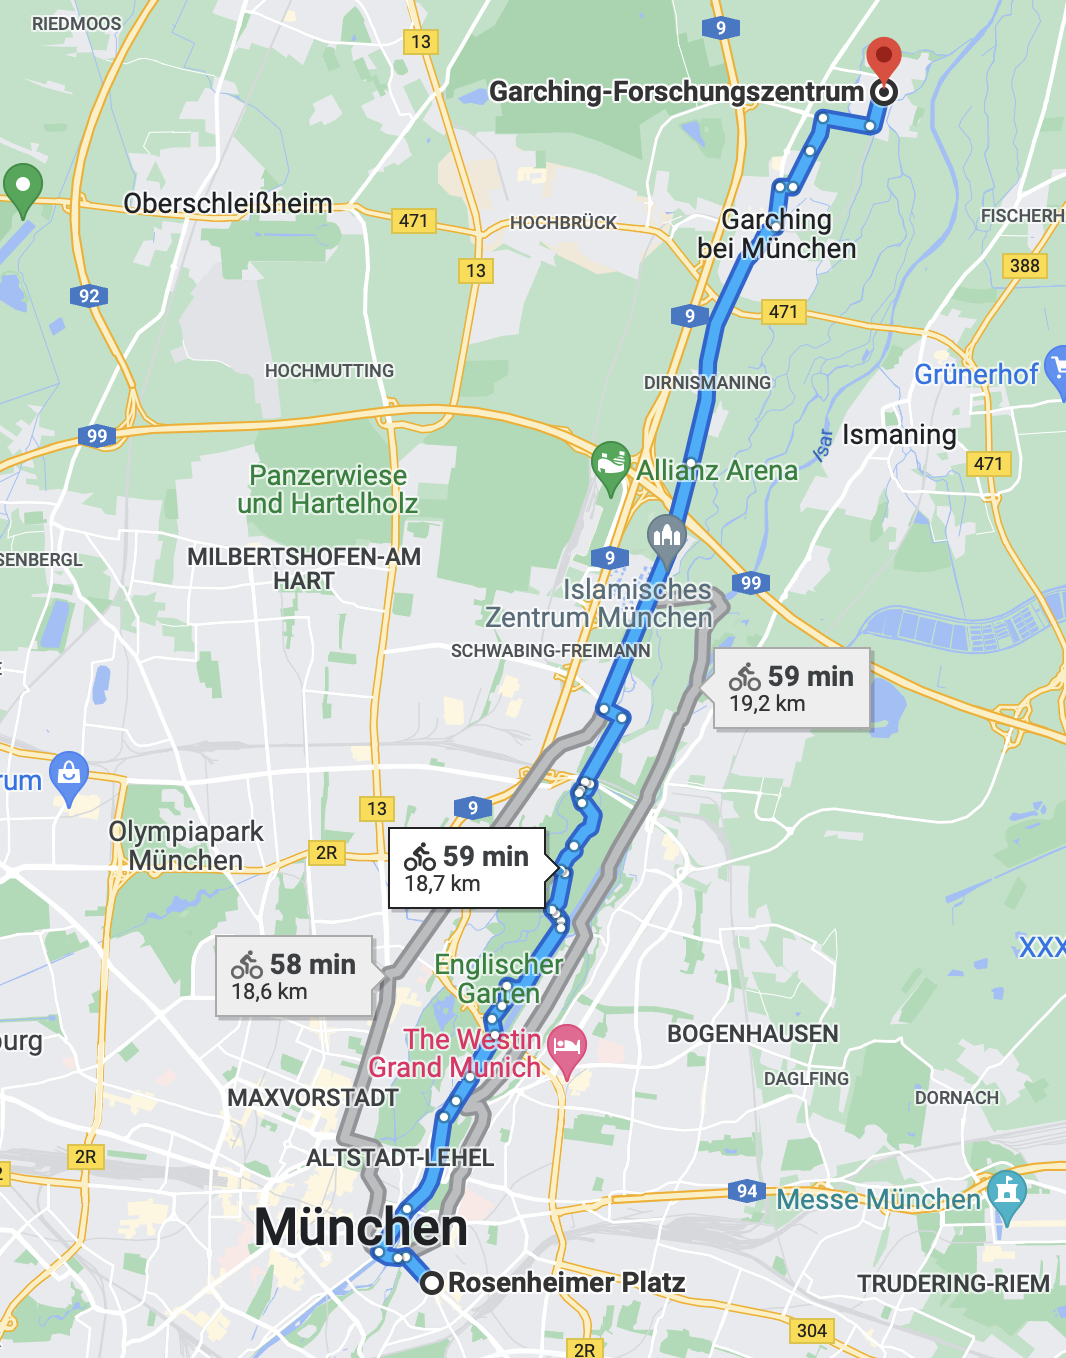 RIEDMOOS
13
9
Garching-Forschungszentrum
Oberschleißheim
471
HOCHBRÜCK
Garching
bei München
FISCHERH
13
388
92
9
471
HOCHMUTTING
DIRNISMANING
Grünerhof
99
Isar
Ismaning
471
Panzerwiese
und Hartelholz
Allianz Arena
SENBERGL
MILBERTSHOFEN-AM
HART
9
99
Islamisches
Zentrum München
SCHWABING-FREIMANN
59 min
19,2 km
rum
13
9
Olympiapark
München
2R
59 min
18,7 km
58 min
18,6 km
Englischer
Garten
XXX
burg
The Westin
Grand Munich
BOGENHAUSEN
DAGLFING
MAXVORSTADT
DORNACH
2R
ALTSTADT-LEHEL
2
94
Messe München
München
Rosenheimer Platz
TRUDERING-RIEM
304
2R